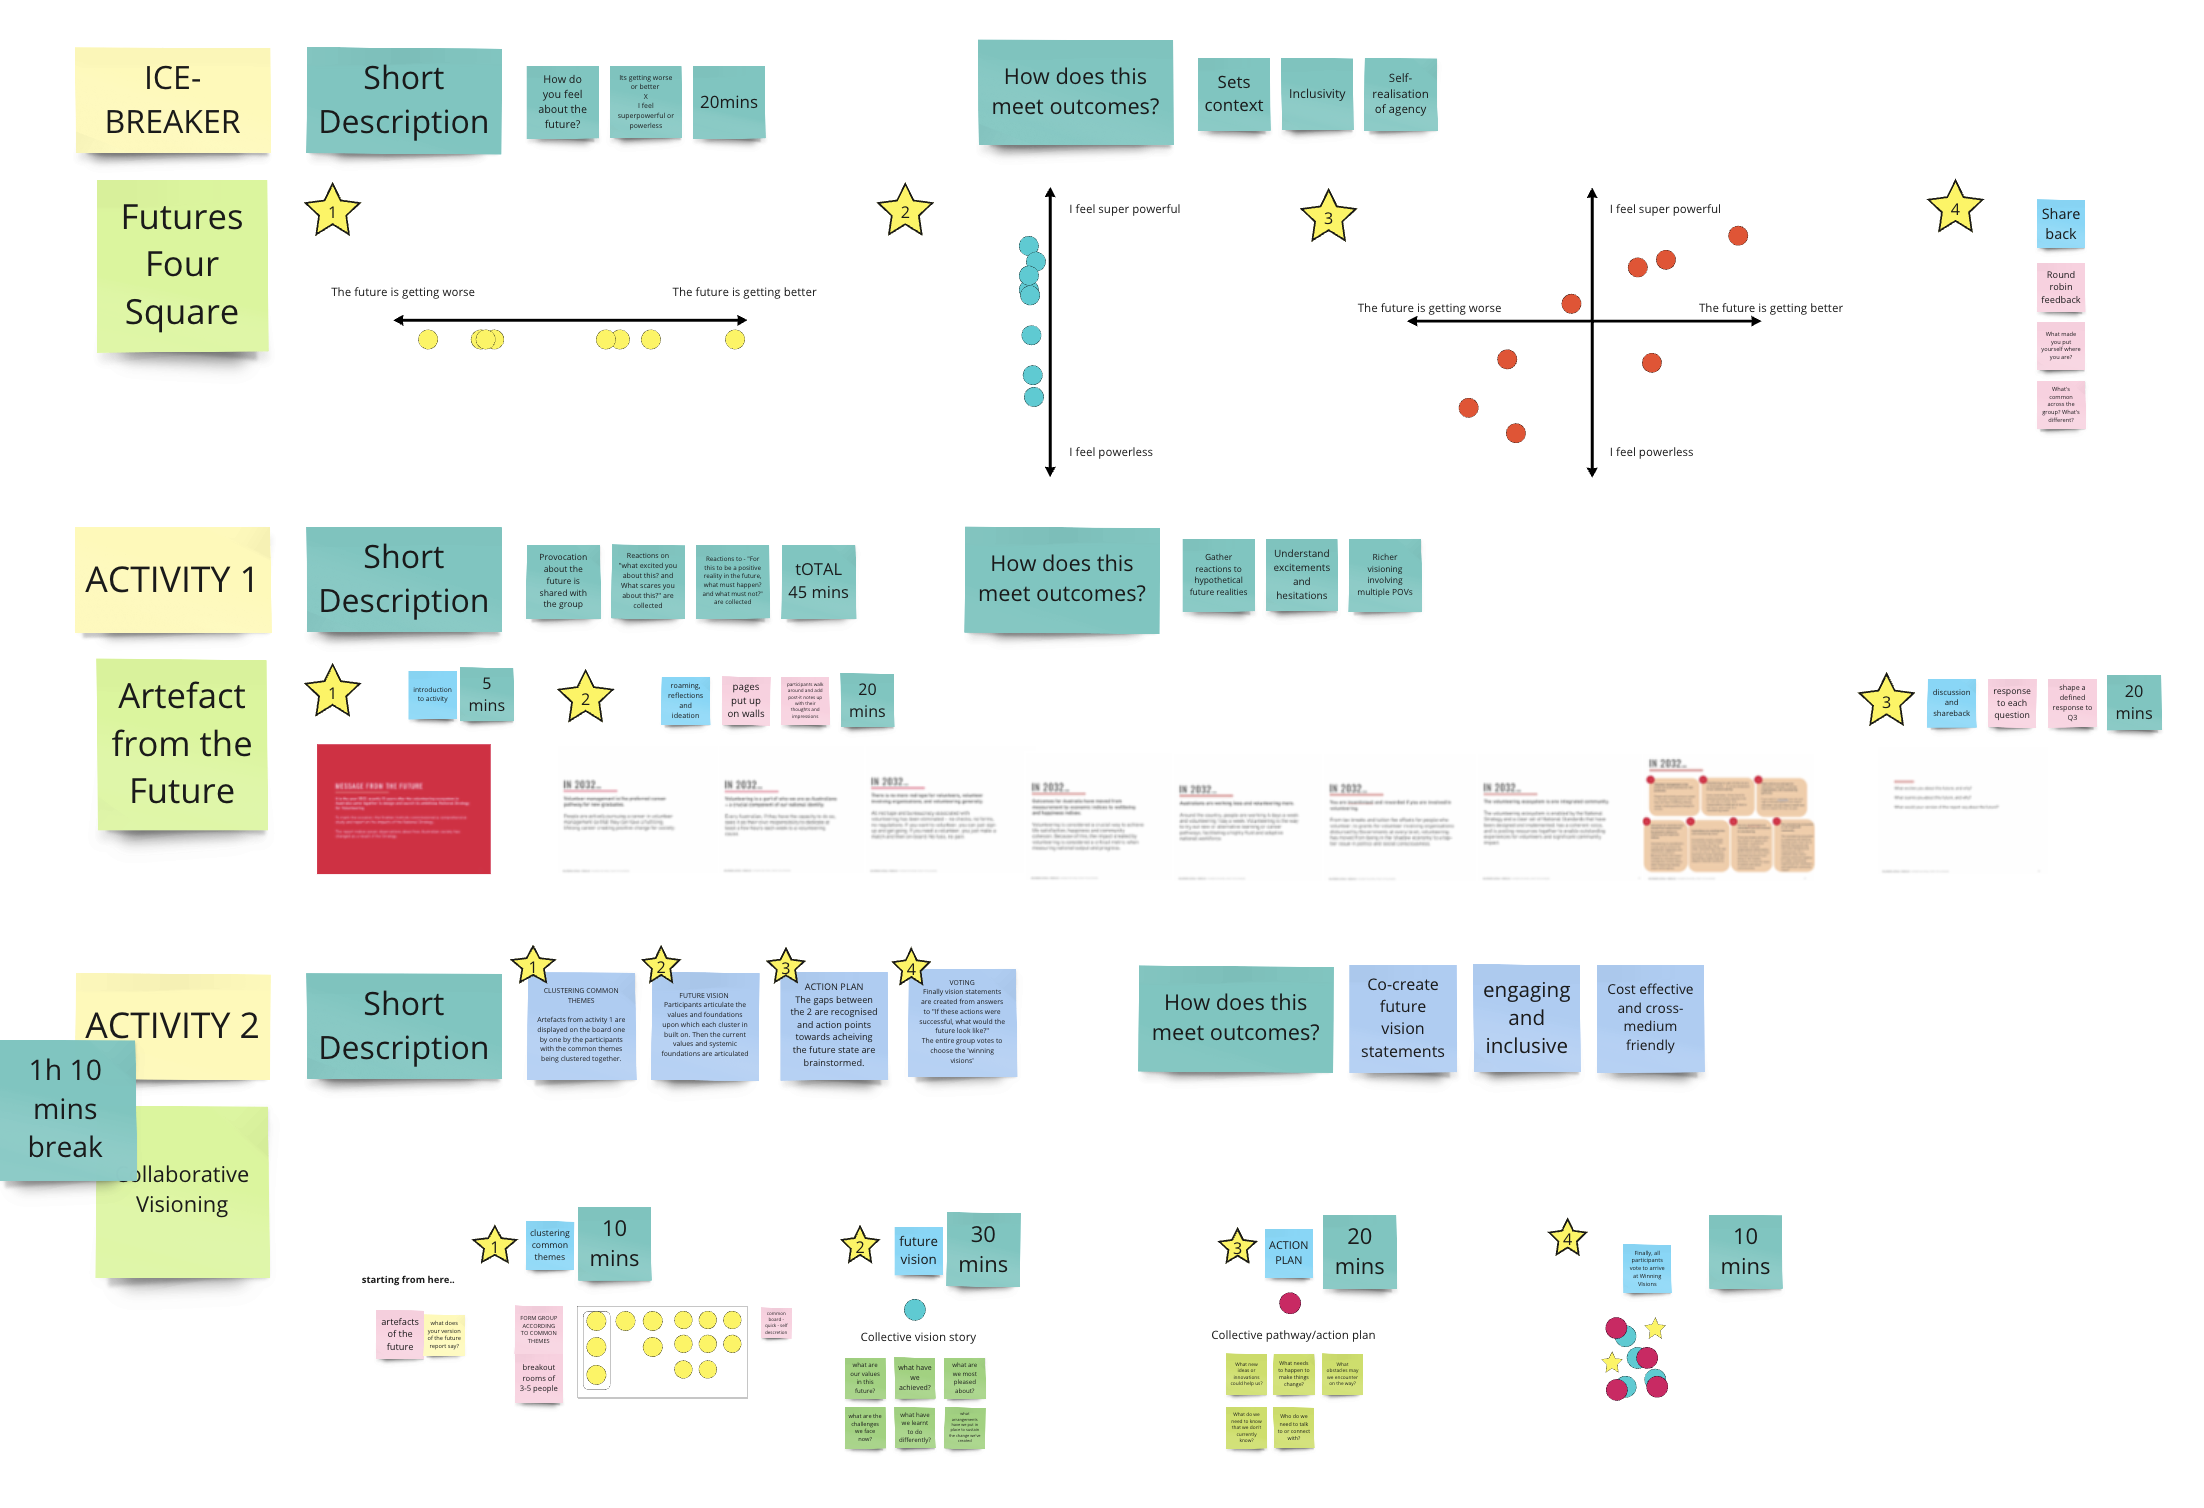 ICE-
BREAKER
Short
Description
How do
you feel
about the
future?
Its getting worse
or better
X
I feel
superpowerful or
powerless
20mins
How does this
meet outcomes?
Sets
context
Inclusivity
Self-
realisation
of agency
Futures
Four
Square
1
The future is getting worse
The future is getting better
2
I feel super powerful
I feel powerless
3
I feel super powerful
The future is getting worse
The future is getting better
I feel powerless
4
Share
back
Round
robin
feedback
What made
you put
yourself where
you are?
What's
common
across the
group? What's
different?
ACTIVITY 1
Short
Description
Provocation
about the
future is
shared with
the group
Reactions on
"what excited you
about this? and
What scares you
about this?" are
collected
Reactions to - "For
this to be a positive
reality in the future,
what must happen?
and what must not?"
are collected
tOTAL
45 mins
How does this
meet outcomes?
Gather
reactions to
hypothetical
future realities
Understand
excitements
and
hesitations
Richer
visioning
involving
multiple POVs
Artefact
from the
Future
1
introduction
to activity
5
mins
2
roaming,
reflections
and
ideation
pages
put up
on walls
participants walk
around and add
post-it notes up
with their
thoughts and
impressions
20
mins
3
discussion
and
shareback
response
to each
question
shape a
defined
response to
Q3
20
mins
MESSAGE FROM THE FUTURE
IN 2032...
IN 2032...
IN 2032...
IN 2032...
IN 2032...
IN 2032...
IN 2032...
IN 2032...
ACTIVITY 2
1h 10
mins
break
ollaborative
Visioning
Short
Description
1
CLUSTERING COMMON
THEMES
Artefacts from activity 1 are
displayed on the board one
by one by the participants
with the common themes
being clustered together.
2
FUTURE VISION
Participants articulate the
values and foundations
upon which each cluster in
built on. Then the current
values and systemic
foundations are articulated
3
ACTION PLAN
The gaps between
the 2 are recognised
and action points
towards acheiving
the future state are
brainstormed.
4
VOTING
Finally vision statements
are created from answers
to "If these actions were
successful, what would the
future look like?"
The entire group votes to
choose the 'winning
visions'
How does this
meet outcomes?
Co-create
future
vision
statements
engaging
and
inclusive
Cost effective
and cross-
medium
friendly
1
clustering
common
themes
10
mins
starting from here..
artefacts
of the
future
what does
your version
of the future
report say?
FORM GROUP
ACCORDING
TO COMMON
THEMES
breakout
rooms of
3-5 people
common
board -
quick - self
descretion
2
future
vision
30
mins
Collective vision story
what are
our values
in this
future?
what have
we
achieved?
what are
we most
pleased
about?
what are the
challenges
we face
now?
what have
we learnt
to do
differently?
what
arrangements
have we put in
place to sustain
the change we've
created
3
ACTION
PLAN
20
mins
Collective pathway/action plan
What new
ideas or
innovations
could help us?
What needs
to happen to
make things
change?
What
obstacles may
we encounter
on the way?
What do we
need to know
that we don't
currently
know?
Who do we
need to talk
to or connect
with?
4
Finally, all
participants
vote to arrive
at Winning
Visions
10
mins